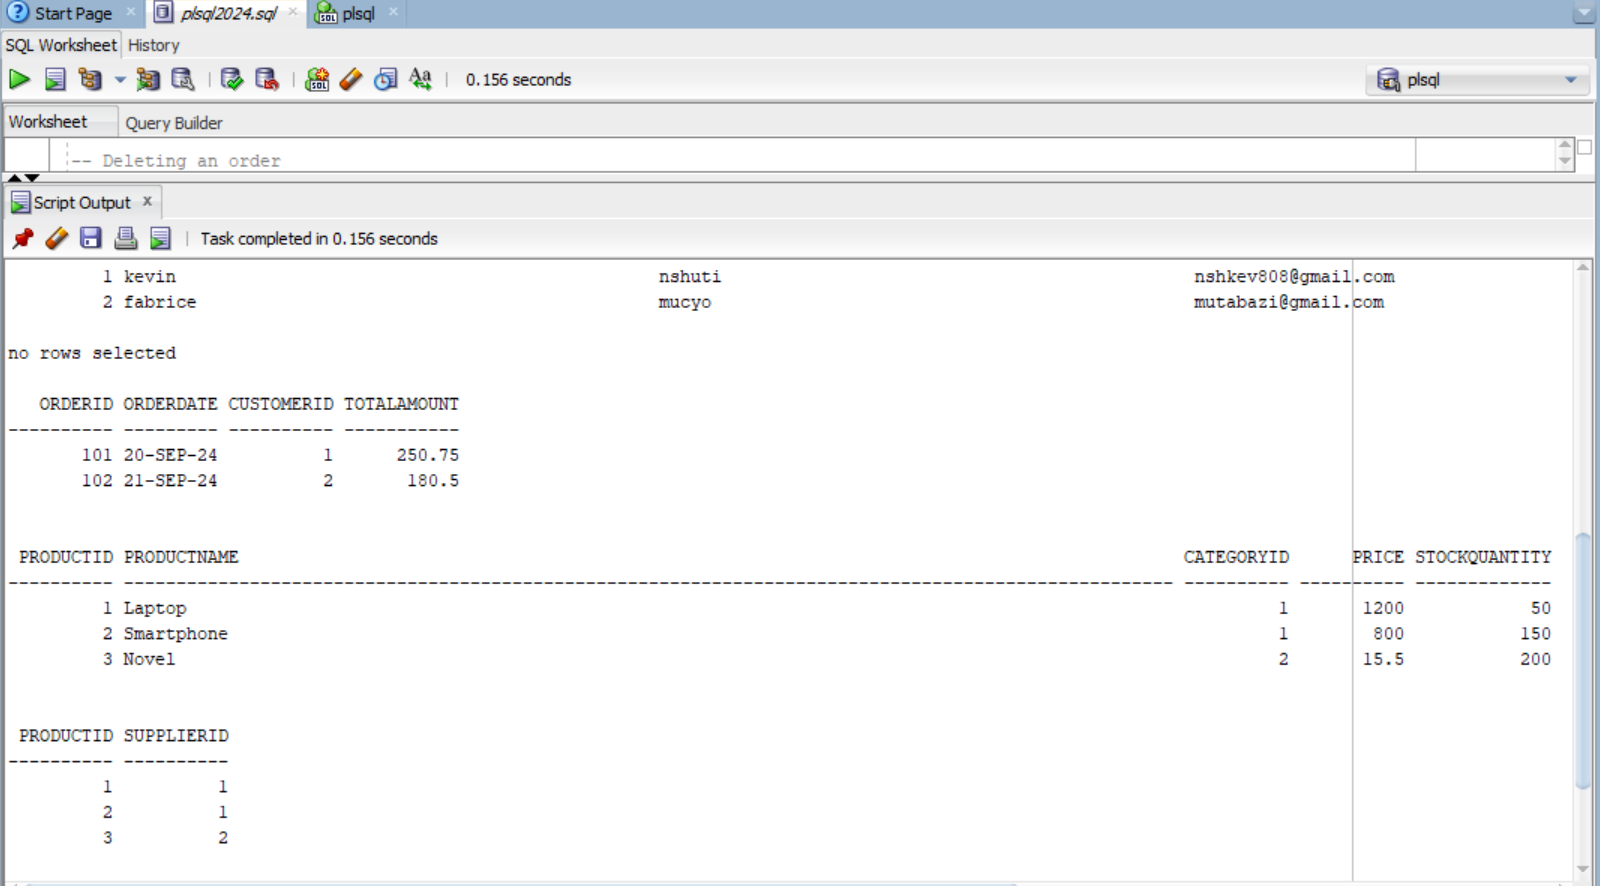 Start Page plsql2024.sql plsql
SQL Worksheet History
0.156 seconds plsql
Worksheet Query Builder
-- Deleting an order
Script Output
Task completed in 0.156 seconds
1 kevin nshuti nshkev808@gmail.com
2 fabrice mucyo mutabazi@gmail.com
no rows selected
ORDERID ORDERDATE CUSTOMERID TOTALAMOUNT
---------- --------- ---------- -----------
101 20-SEP-24 1 250.75
102 21-SEP-24 2 180.5
PRODUCTID PRODUCTNAME CATEGORYID PRICE STOCKQUANTITY
---------- ---------------------------------------------------------------------------------------------------- ---------- ---------- -------------
1 Laptop 1 1200 50
2 Smartphone 1 800 150
3 Novel 2 15.5 200
PRODUCTID SUPPLIERID
---------- ----------
1 1
2 1
3 2